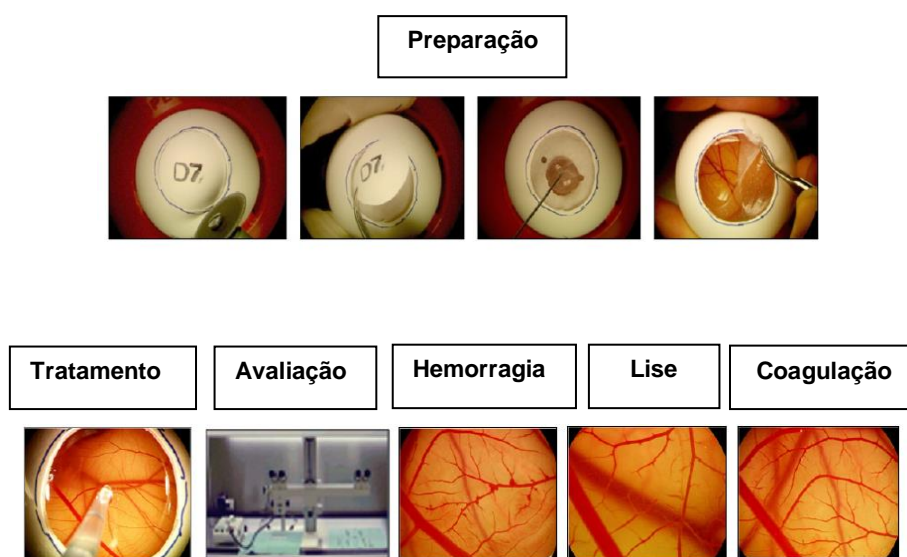 Preparação
D7
D7
Tratamento
Avaliação
Hemorragia
Lise
Coagulação